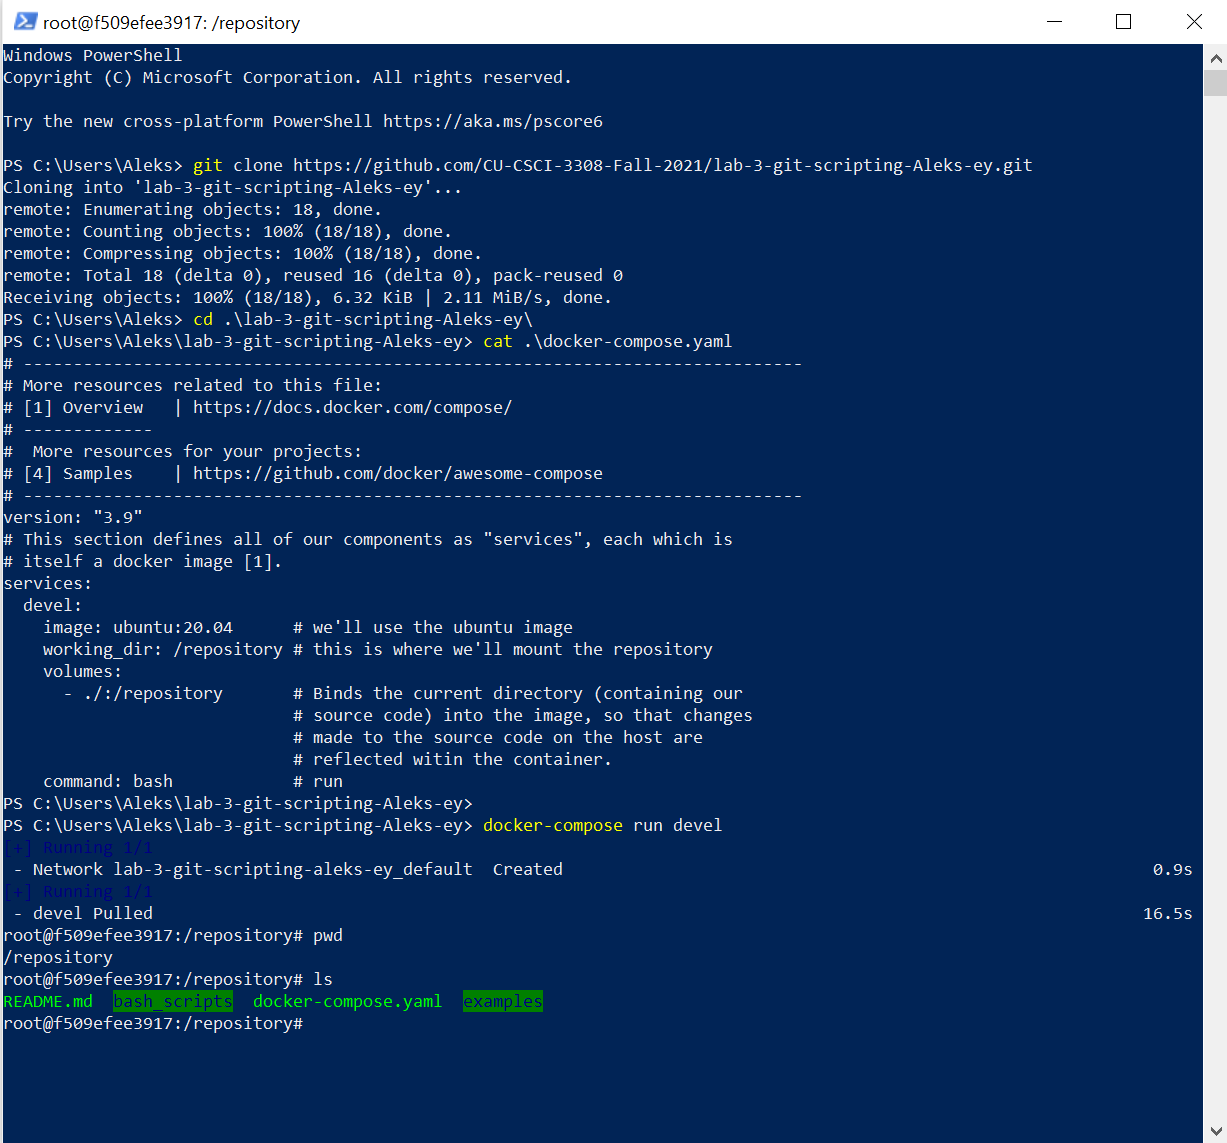 root@f509efee3917: /repository
Windows PowerShell
Copyright (C) Microsoft Corporation. All rights reserved.
Try the new cross-platform PowerShell https://aka.ms/pscore6
PS C:\Users\Aleks> git clone https://github.com/CU-CSCI-3308-Fall-2021/lab-3-git-scripting-Aleks-ey.git
Cloning into 'lab-3-git-scripting-Aleks-ey'...
remote: Enumerating objects: 18, done.
remote: Counting objects: 100% (18/18), done.
remote: Compressing objects: 100% (18/18), done.
remote: Total 18 (delta 0), reused 16 (delta 0), pack-reused 0
Receiving objects: 100% (18/18), 6.32 KiB | 2.11 MiB/s, done.
PS C:\Users\Aleks> cd .\lab-3-git-scripting-Aleks-ey\
PS C:\Users\Aleks\lab-3-git-scripting-Aleks-ey> cat .\docker-compose.yaml
# ------------------------------------------------------------------------------
# More resources related to this file:
# [1] Overview   | https://docs.docker.com/compose/
# -------------
#  More resources for your projects:
# [4] Samples    | https://github.com/docker/awesome-compose
# ------------------------------------------------------------------------------
version: "3.9"
# This section defines all of our components as "services", each which is
# itself a docker image [1].
services:
  devel:
    image: ubuntu:20.04      # we'll use the ubuntu image
    working_dir: /repository # this is where we'll mount the repository
    volumes:
      - ./:/repository       # Binds the current directory (containing our
                             # source code) into the image, so that changes
                             # made to the source code on the host are
                             # reflected witin the container.
    command: bash            # run
PS C:\Users\Aleks\lab-3-git-scripting-Aleks-ey>
PS C:\Users\Aleks\lab-3-git-scripting-Aleks-ey> docker-compose run devel
[+] Running 1/1
 - Network lab-3-git-scripting-aleks-ey_default  Created 0.9s
[+] Running 1/1
 - devel Pulled 16.5s
root@f509efee3917:/repository# pwd
/repository
root@f509efee3917:/repository# ls
README.md  bash_scripts  docker-compose.yaml  examples
root@f509efee3917:/repository#